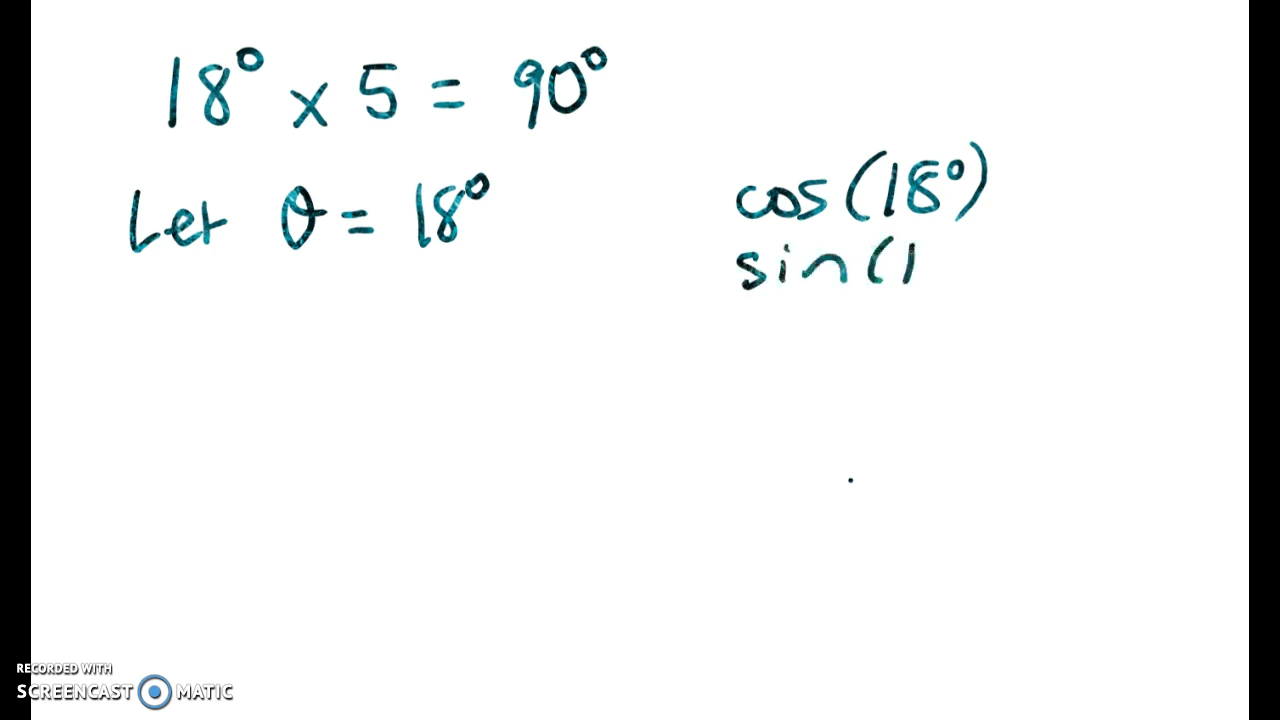 18° x 5 = 90°
Let θ = 18°
cos(18°)
sin(1
RECORDED WITH
SCREENCAST MATIC